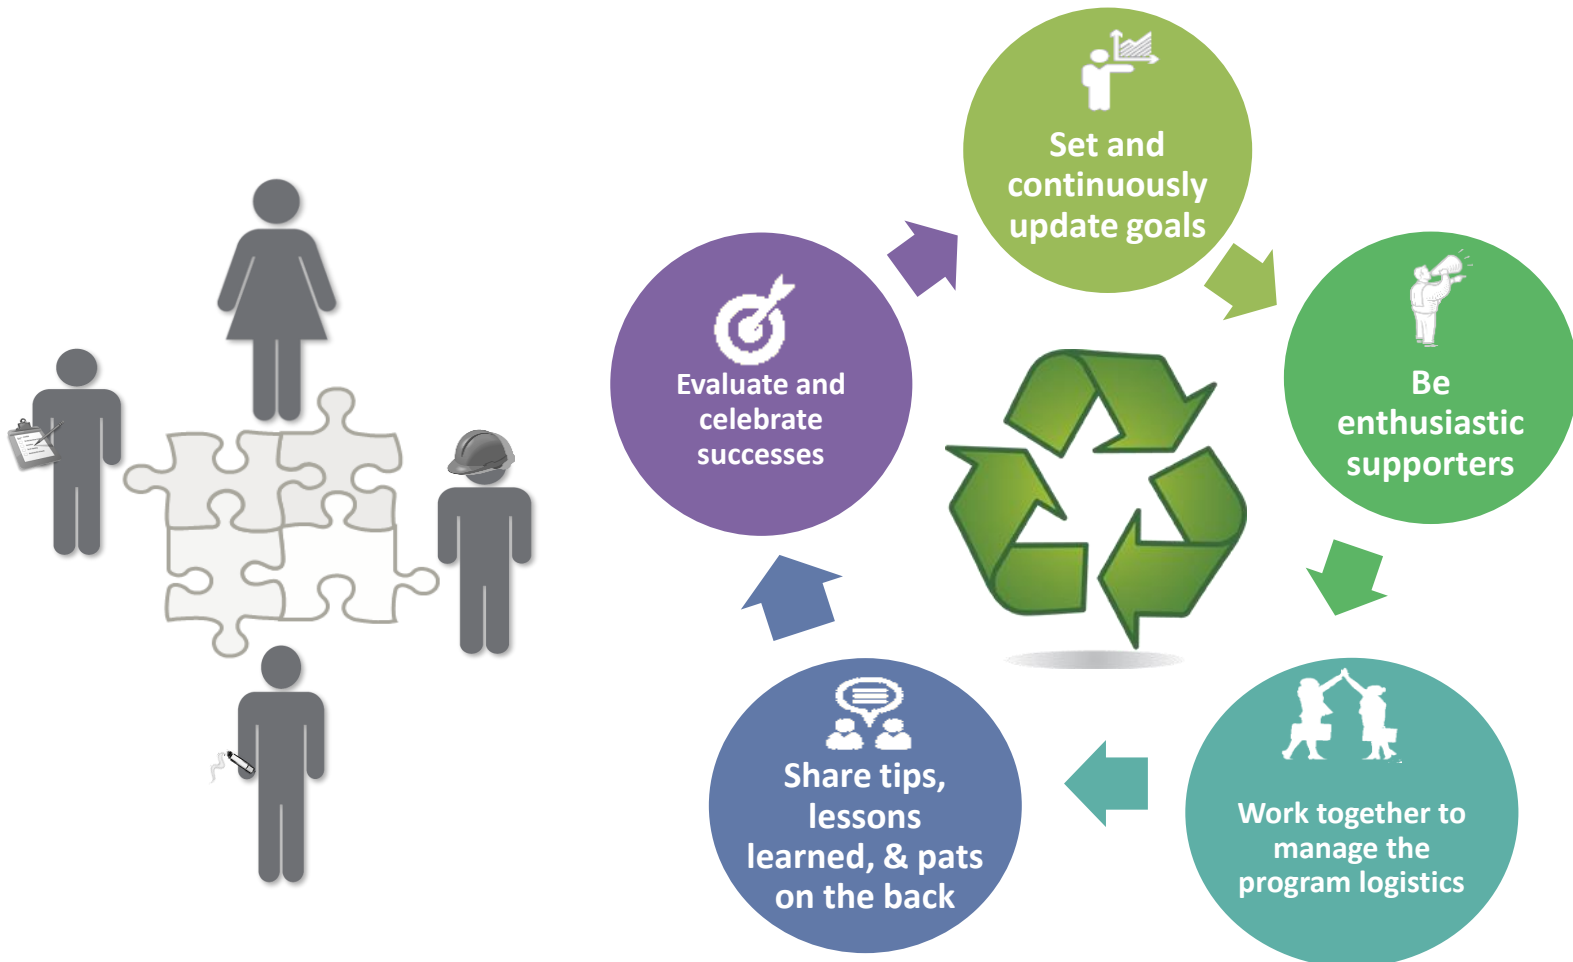 Set and
continuously
update goals
Be
enthusiastic
supporters
Work together to
manage the
program logistics
Share tips,
lessons
learned, & pats
on the back
Evaluate and
celebrate
successes